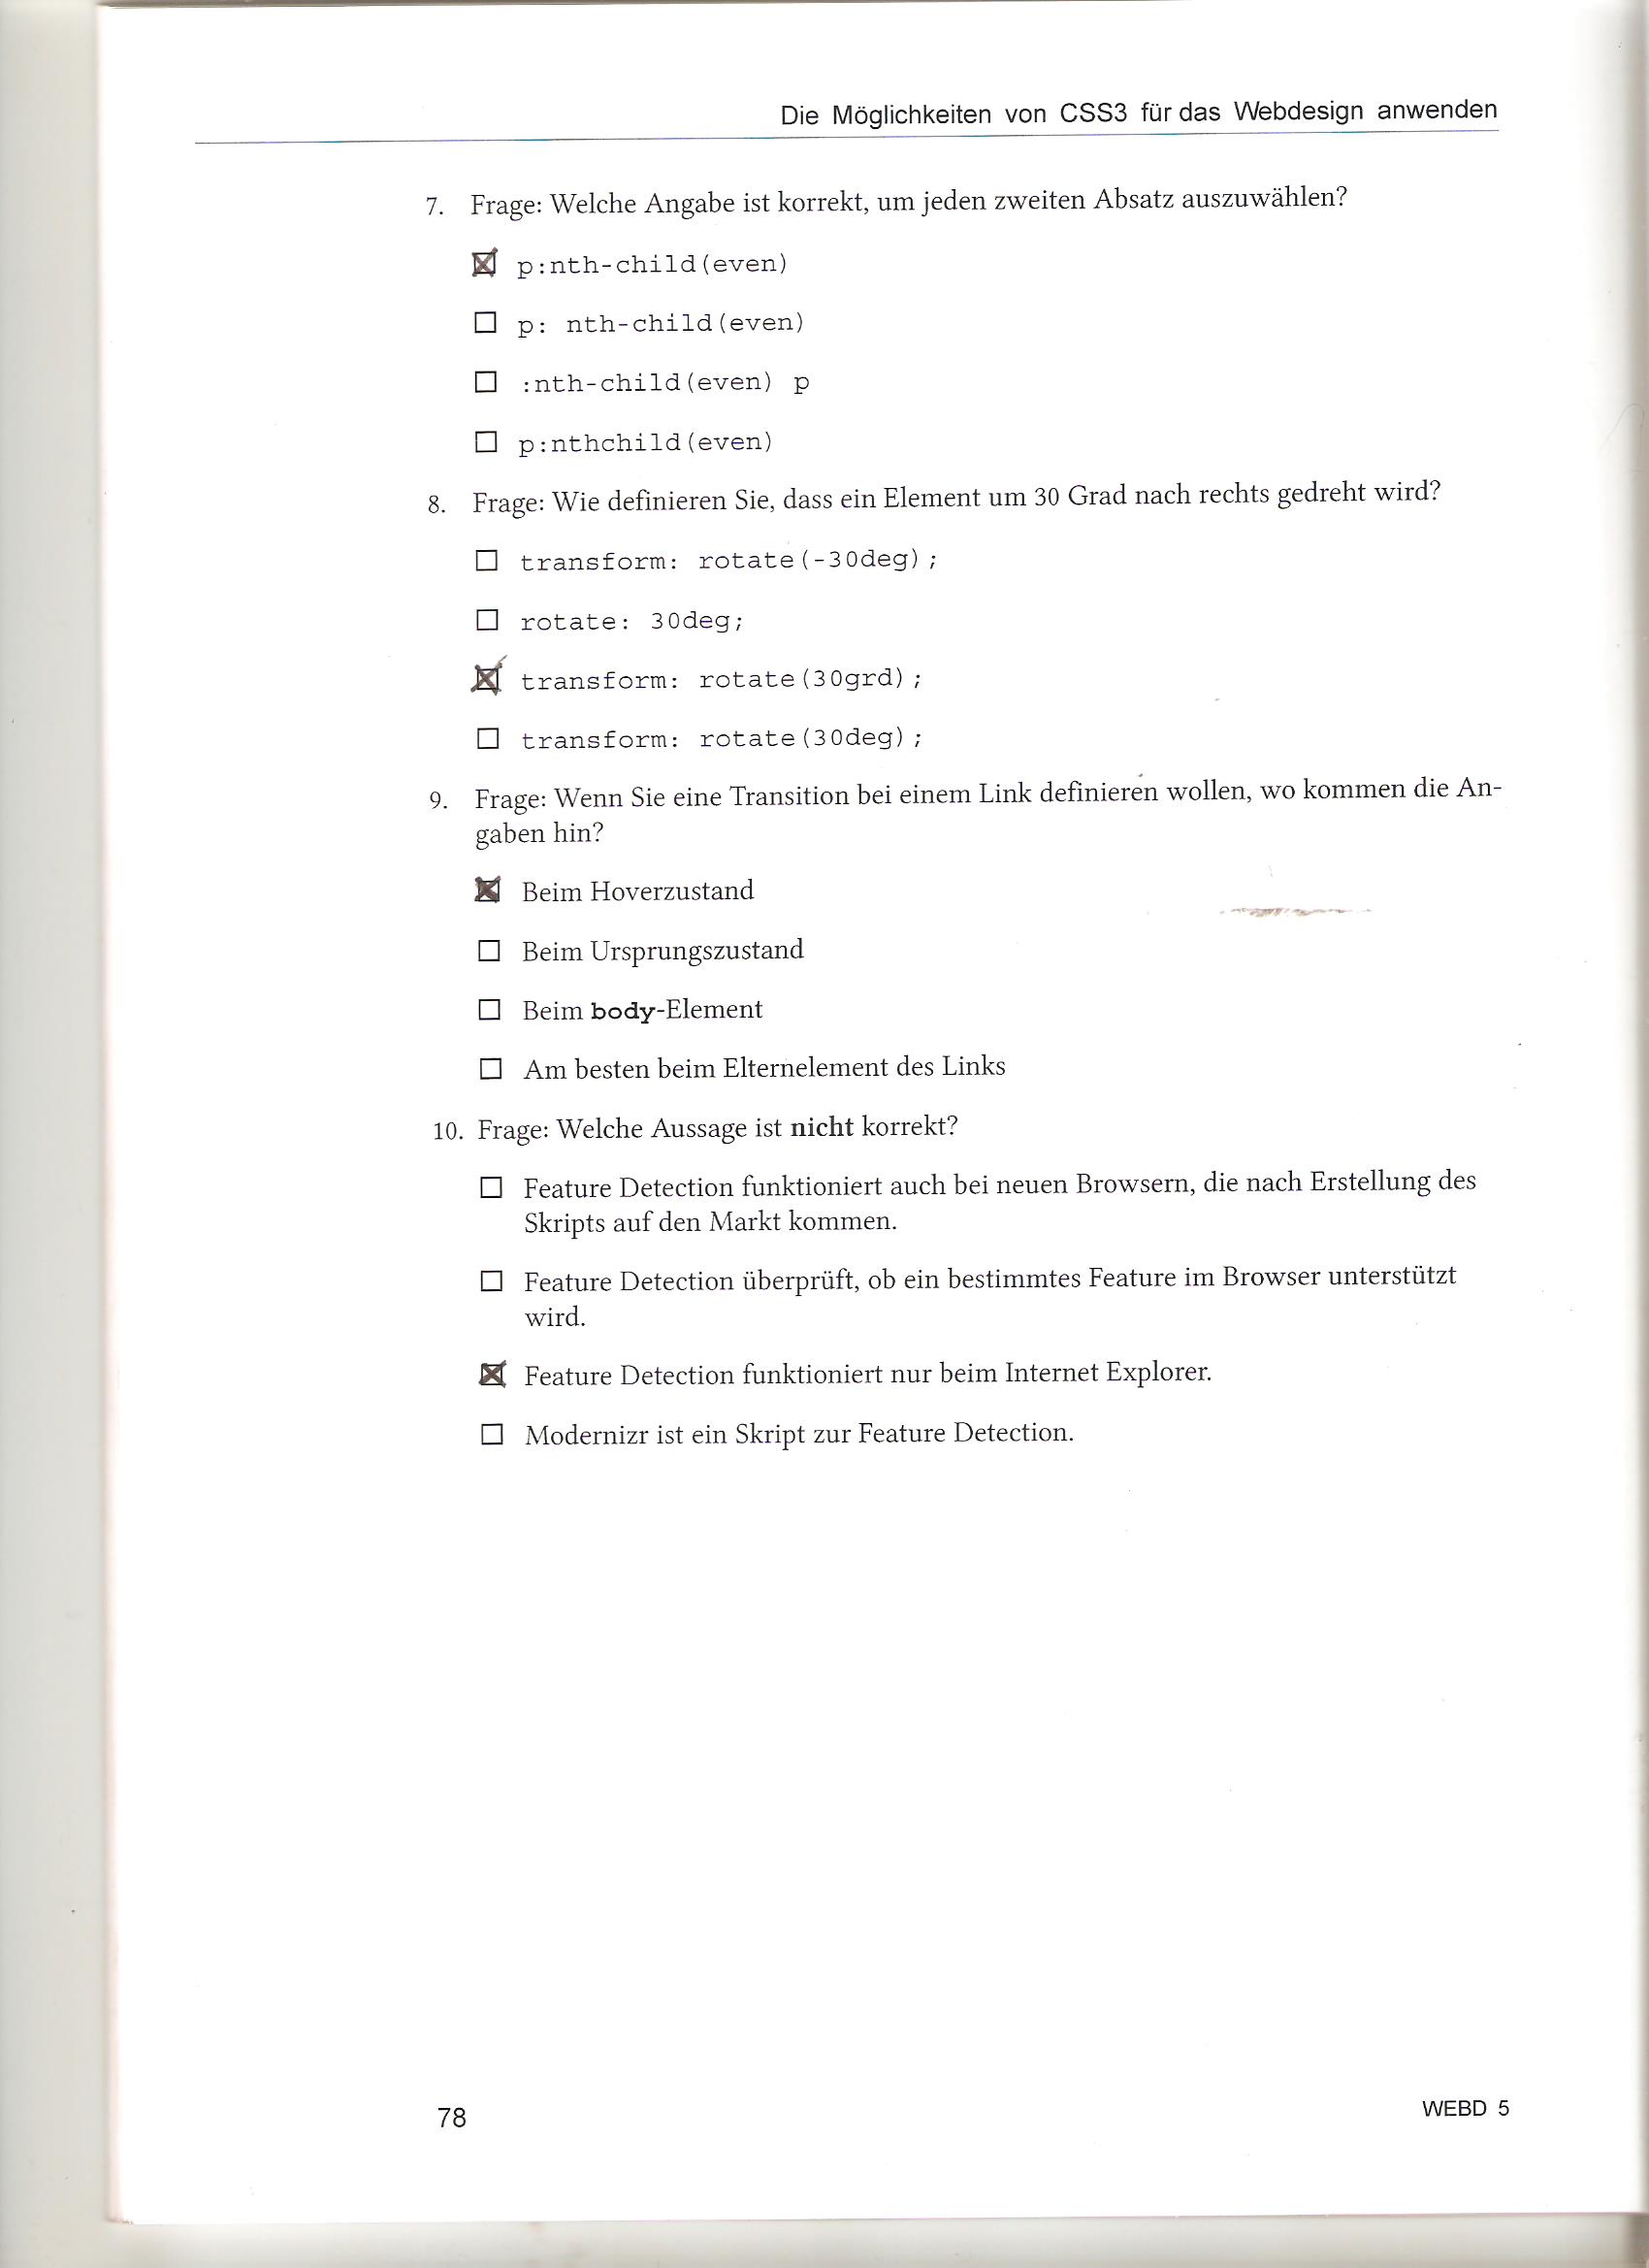 Die Möglichkeiten von CSS3 für das Webdesign anwenden
7. Frage: Welche Angabe ist korrekt, um jeden zweiten Absatz auszuwählen?
☒ p:nth-child(even)
☐ p: nth-child(even)
☐ :nth-child(even) p
☐ p:nthchild(even)
8. Frage: Wie definieren Sie, dass ein Element um 30 Grad nach rechts gedreht wird?
☐ transform: rotate(-30deg);
☐ rotate: 30deg;
☒ transform: rotate(30grd);
☐ transform: rotate(30deg);
9. Frage: Wenn Sie eine Transition bei einem Link definieren wollen, wo kommen die An-
gaben hin?
☒ Beim Hoverzustand
☐ Beim Ursprungszustand
☐ Beim body-Element
☐ Am besten beim Elternelement des Links
10. Frage: Welche Aussage ist nicht korrekt?
☐ Feature Detection funktioniert auch bei neuen Browsern, die nach Erstellung des
Skripts auf den Markt kommen.
☐ Feature Detection überprüft, ob ein bestimmtes Feature im Browser unterstützt
wird.
☒ Feature Detection funktioniert nur beim Internet Explorer.
☐ Modernizr ist ein Skript zur Feature Detection.
78
WEBD 5